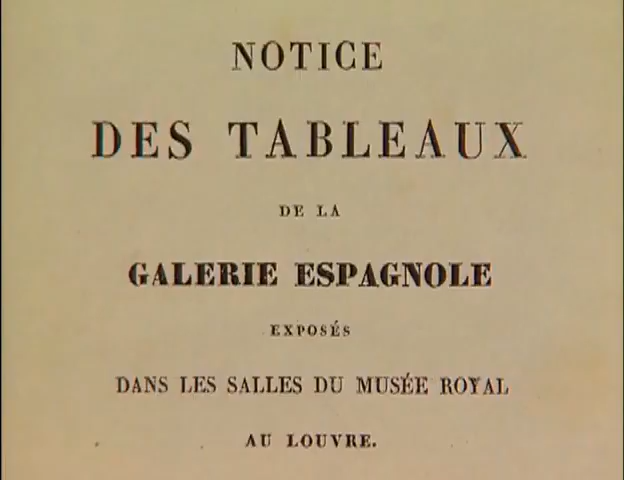 NOTICE
DES TABLEAUX
DE LA
GALERIE ESPAGNOLE
EXPOSÉS
DANS LES SALLES DU MUSÉE ROYAL
AU LOUVRE.